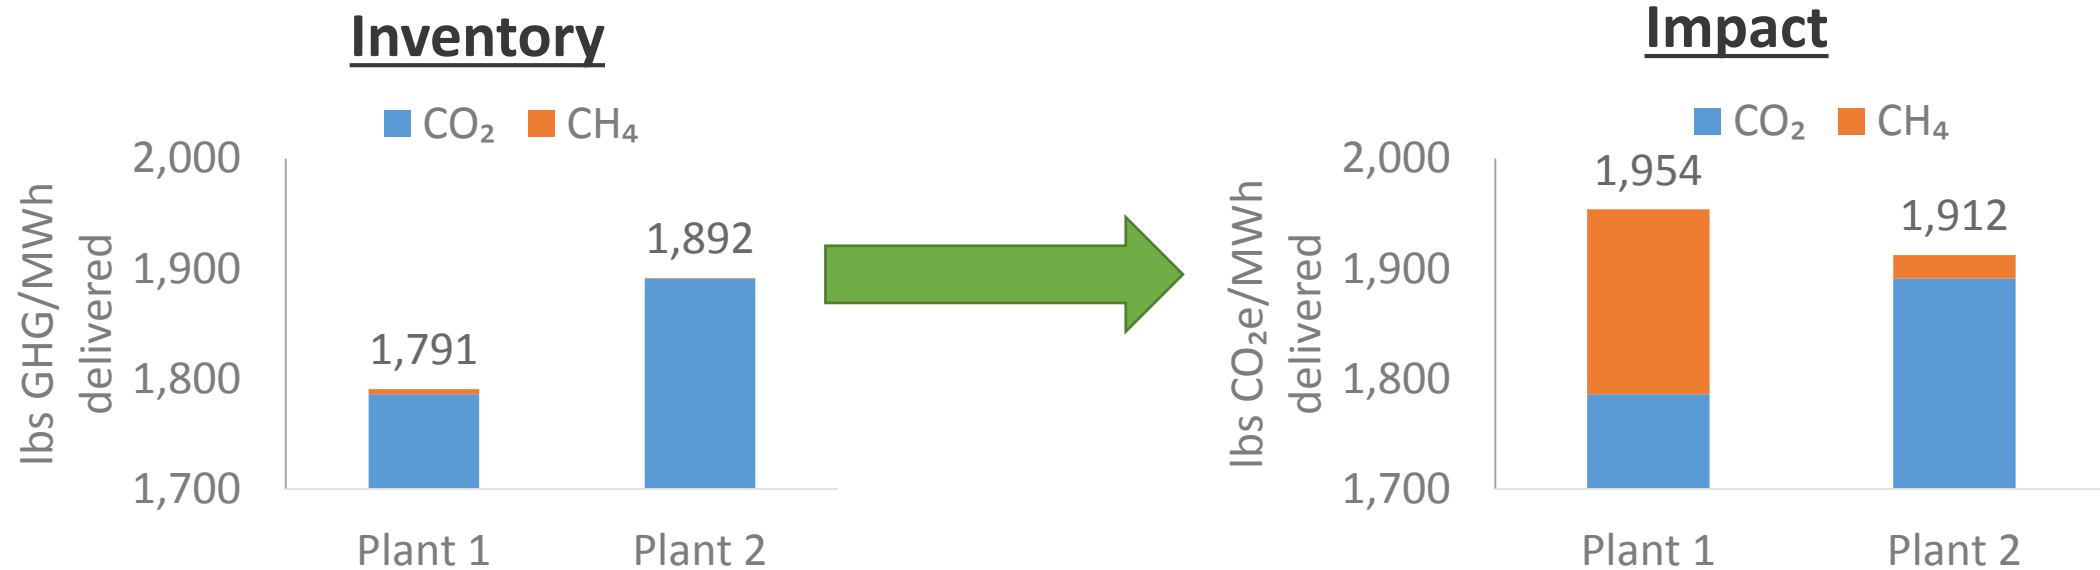 Inventory
CO₂ CH₄
2,000
1,900
1,800
1,700
lbs GHG/MWh
delivered
1,791
1,892
Plant 1 Plant 2
Impact
CO₂ CH₄
2,000
1,900
1,800
1,700
lbs CO₂e/MWh
delivered
1,954
1,912
Plant 1 Plant 2